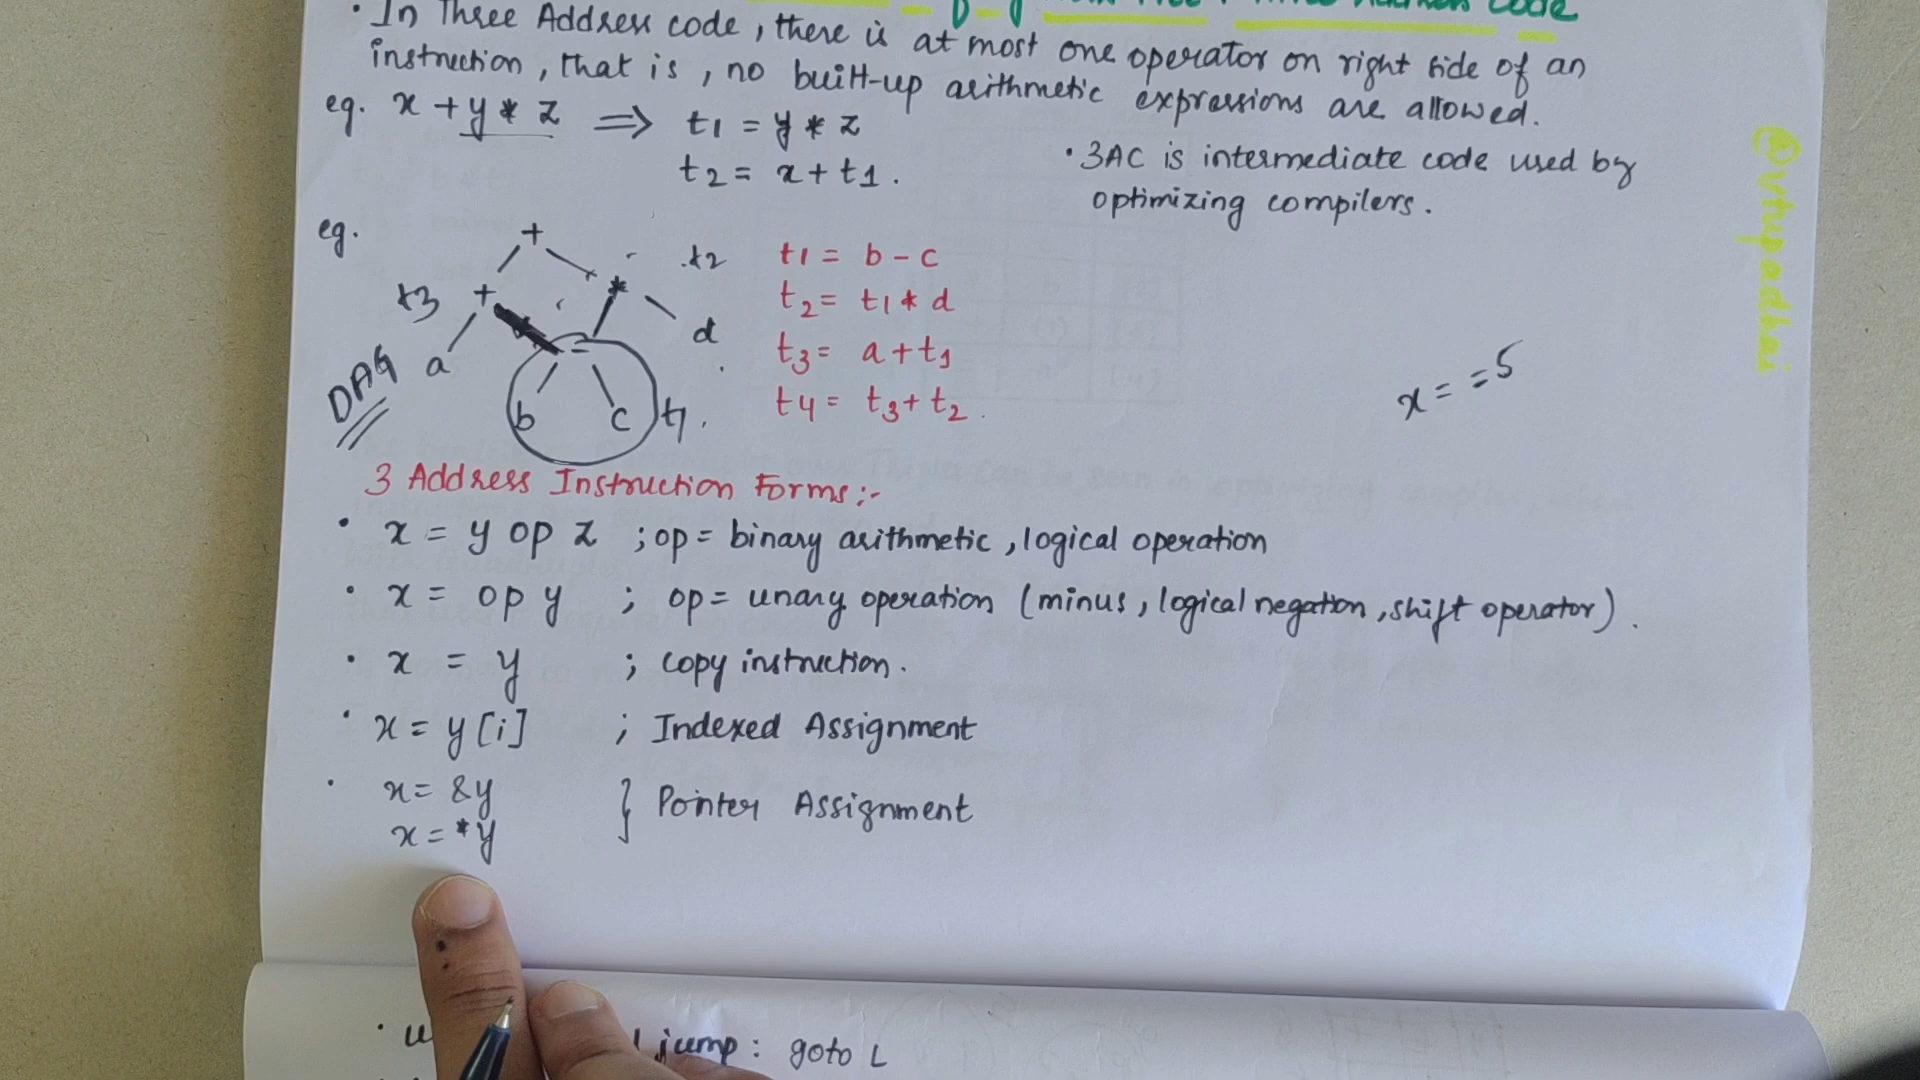 code
• In Three Address code, there is at most one operator on right side of an
instruction, that is, no built-up arithmetic expressions are allowed.
eg. x + y * z ⇒ t1 = y * z
t2 = x + t1.
• 3AC is intermediate code used by
optimizing compilers.
@vtupadhai
eg.
+
t3 + * t2
a - d
b c t1.
DAG
t1 = b - c
t2 = t1 * d
t3 = a + t1
t4 = t3 + t2.
x = = 5
3 Address Instruction Forms :-
• x = y op z ; op = binary arithmetic, logical operation
• x = op y ; op = unary operation (minus, logical negation, shift operator).
• x = y ; copy instruction.
• x = y [i] ; Indexed Assignment
• x = &y
x = *y } Pointer Assignment
jump : goto L